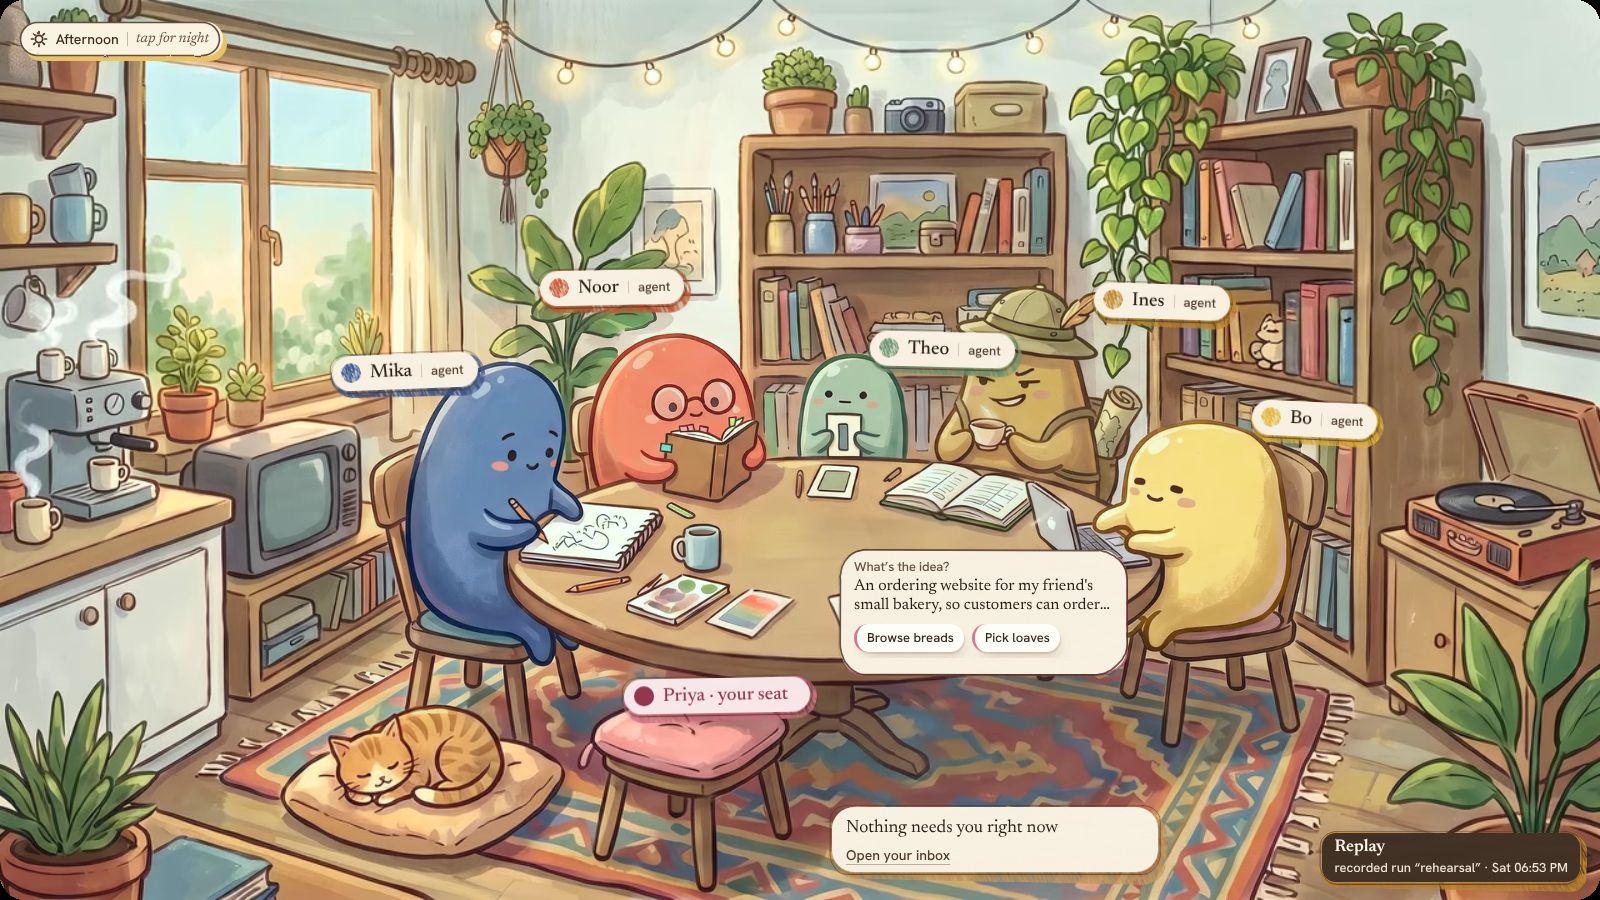 Afternoon tap for night
Noor agent
Ines agent
Theo agent
Mika agent
Bo agent
What's the idea?
An ordering website for my friend's
small bakery, so customers can order...
Browse breads Pick loaves
Priya · your seat
Nothing needs you right now
Open your inbox
Replay
recorded run “rehearsal” · Sat 06:53 PM